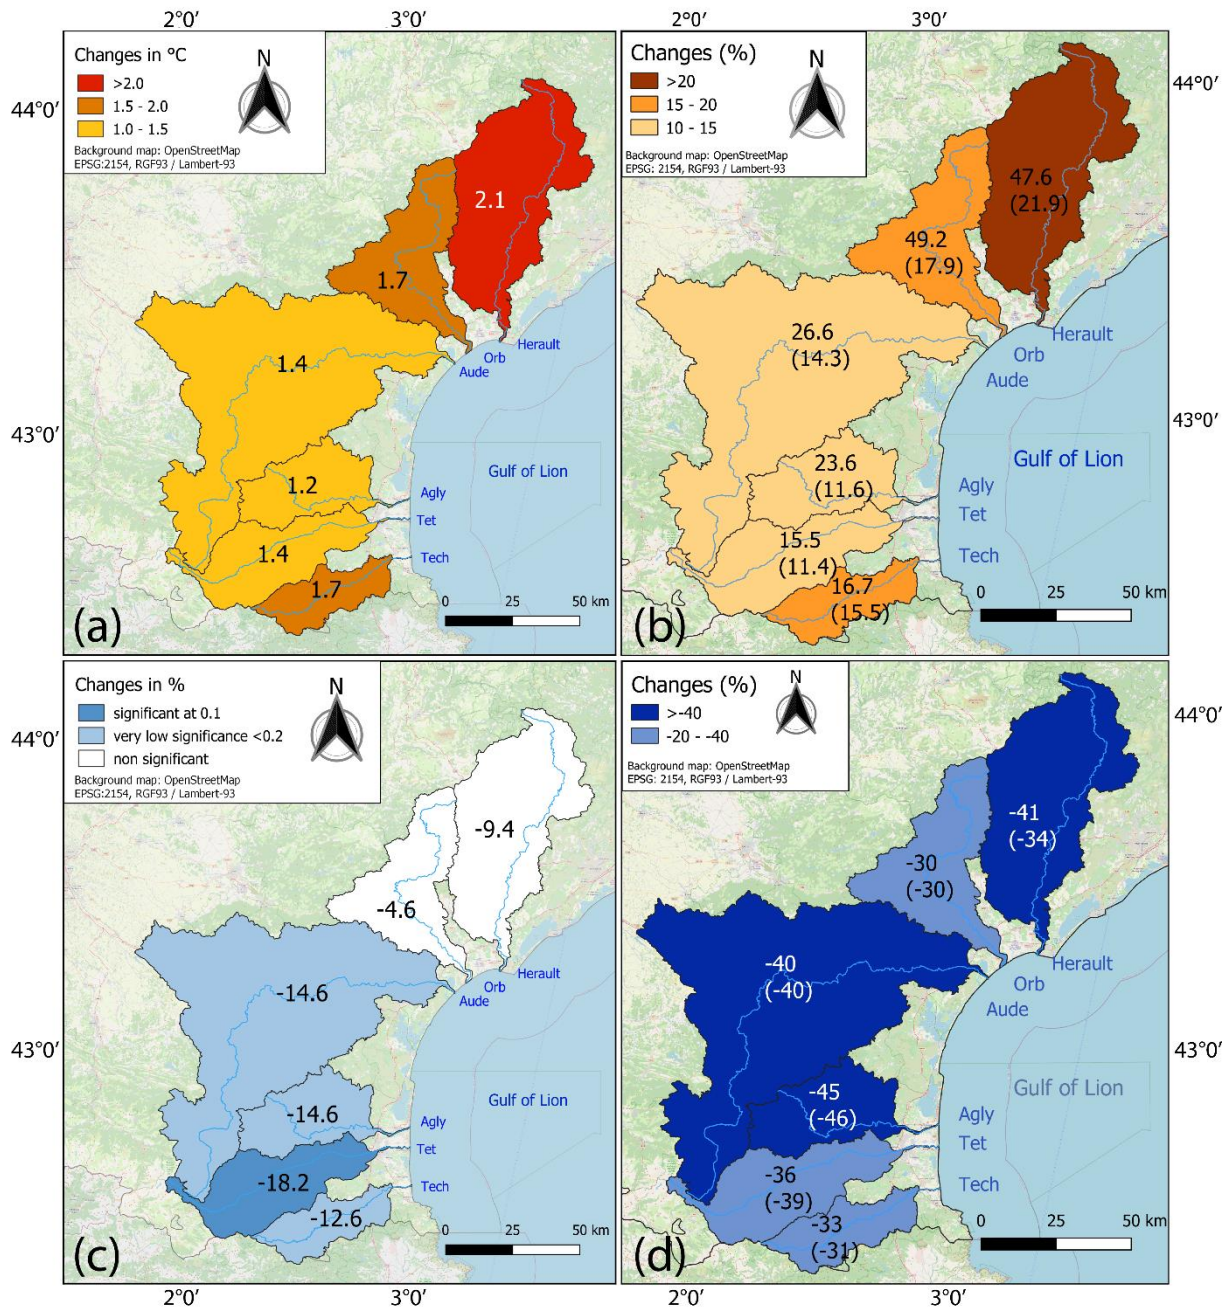 2°0′ 3°0′ 2°0′ 3°0′
Changes in °C
N
>2.0
1.5 - 2.0
1.0 - 1.5
Background map: OpenStreetMap
EPSG:2154, RGF93 / Lambert-93
44°0′
2.1
1.7
1.4
1.2
1.4
1.7
43°0′
Herault
Orb
Aude
Gulf of Lion
Agly
Tet
Tech
0 25 50 km
(a)
Changes (%)
N
>20
15 - 20
10 - 15
Background map: OpenStreetMap
EPSG: 2154, RGF93 / Lambert-93
44°0′
47.6
(21.9)
49.2
(17.9)
26.6
(14.3)
23.6
(11.6)
15.5
(11.4)
16.7
(15.5)
43°0′
Herault
Orb
Aude
Gulf of Lion
Agly
Tet
Tech
0 25 50 km
(b)
Changes in %
N
significant at 0.1
very low significance <0.2
non significant
Background map: OpenStreetMap
EPSG:2154, RGF93 / Lambert-93
44°0′
-9.4
-4.6
-14.6
-14.6
-18.2
-12.6
43°0′
Herault
Orb
Aude
Gulf of Lion
Agly
Tet
Tech
0 25 50 km
(c)
Changes (%)
N
>-40
-20 - -40
Background map: OpenStreetMap
EPSG: 2154, RGF93 / Lambert-93
44°0′
-41
(-34)
-30
(-30)
-40
(-40)
-45
(-46)
-36
(-39)
-33
(-31)
43°0′
Herault
Orb
Aude
Gulf of Lion
Agly
Tet
Tech
0 25 50 km
(d)
2°0′ 3°0′ 2°0′ 3°0′